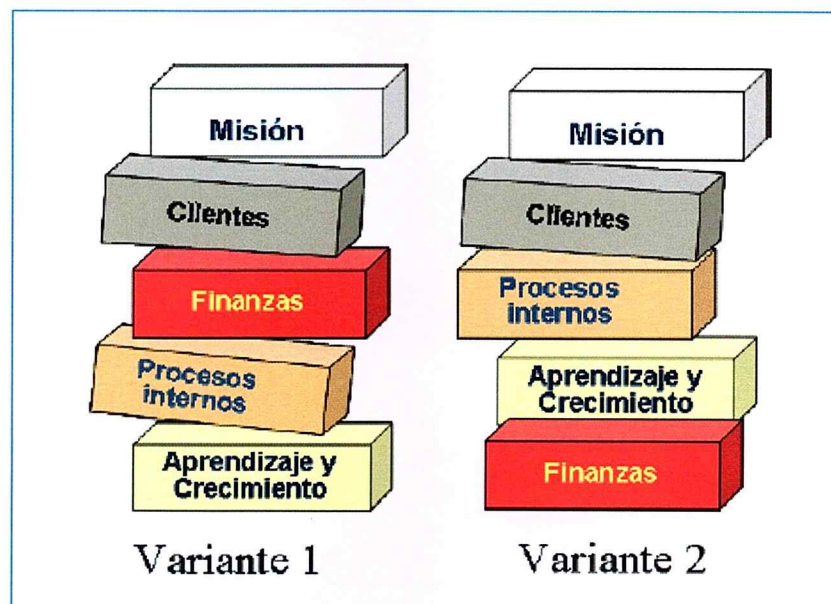 Misión
Clientes
Finanzas
Procesos
internos
Aprendizaje y
Crecimiento
Variante 1
Misión
Clientes
Procesos
internos
Aprendizaje y
Crecimiento
Finanzas
Variante 2